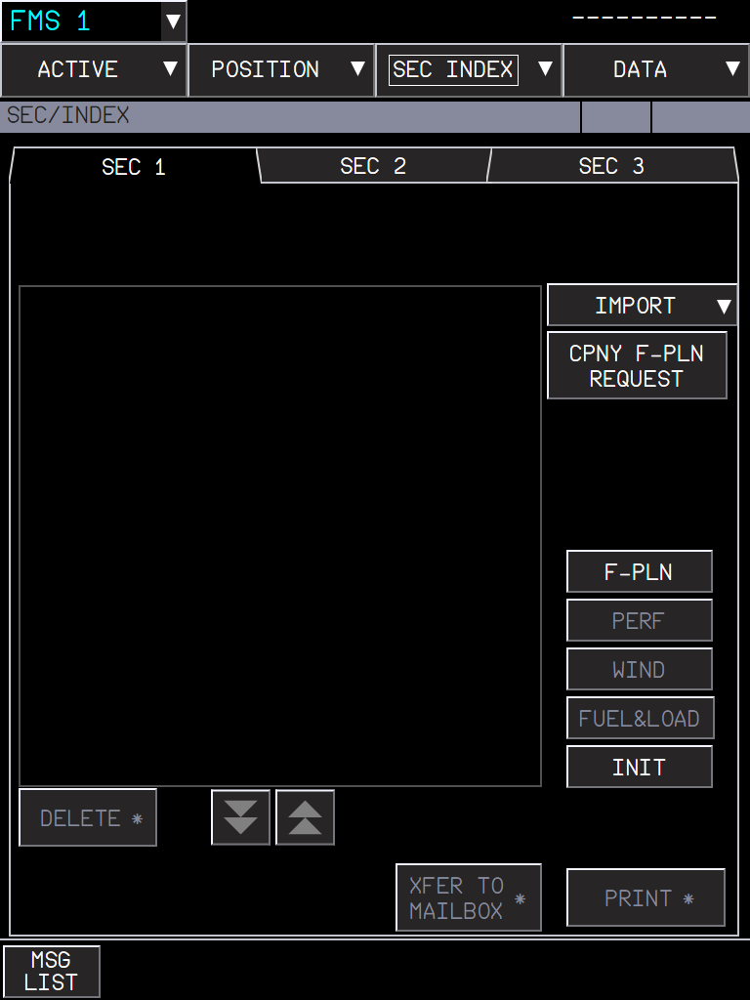 FMS 1
----------
ACTIVE
POSITION
SEC INDEX
DATA
SEC/INDEX
SEC 1
SEC 2
SEC 3
IMPORT
CPNY F-PLN
REQUEST
F-PLN
PERF
WIND
FUEL&LOAD
INIT
DELETE *
XFER TO
MAILBOX *
PRINT *
MSG
LIST